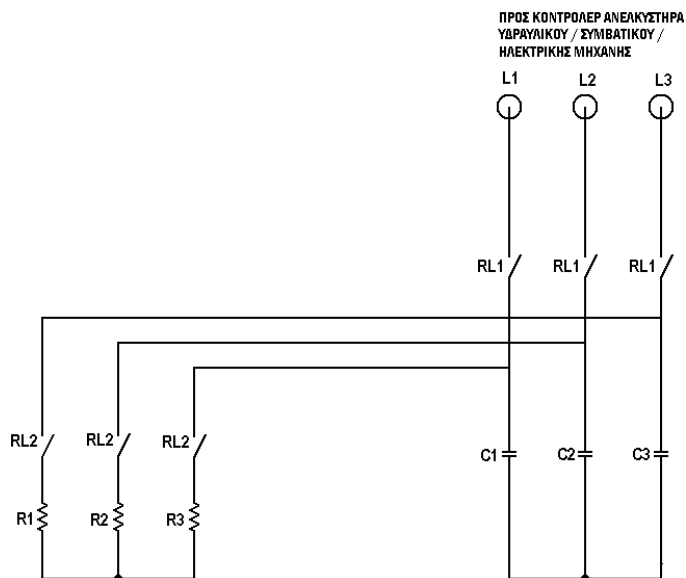 ΠΡΟΣ ΚΟΝΤΡΟΛΕΡ ΑΝΕΛΚΥΣΤΗΡΑ
ΥΔΡΑΥΛΙΚΟΥ / ΣΥΜΒΑΤΙΚΟΥ /
ΗΛΕΚΤΡΙΚΗΣ ΜΗΧΑΝΗΣ
L1 L2 L3
RL1 RL1 RL1
RL2 RL2 RL2 C1 C2 C3
R1 R2 R3